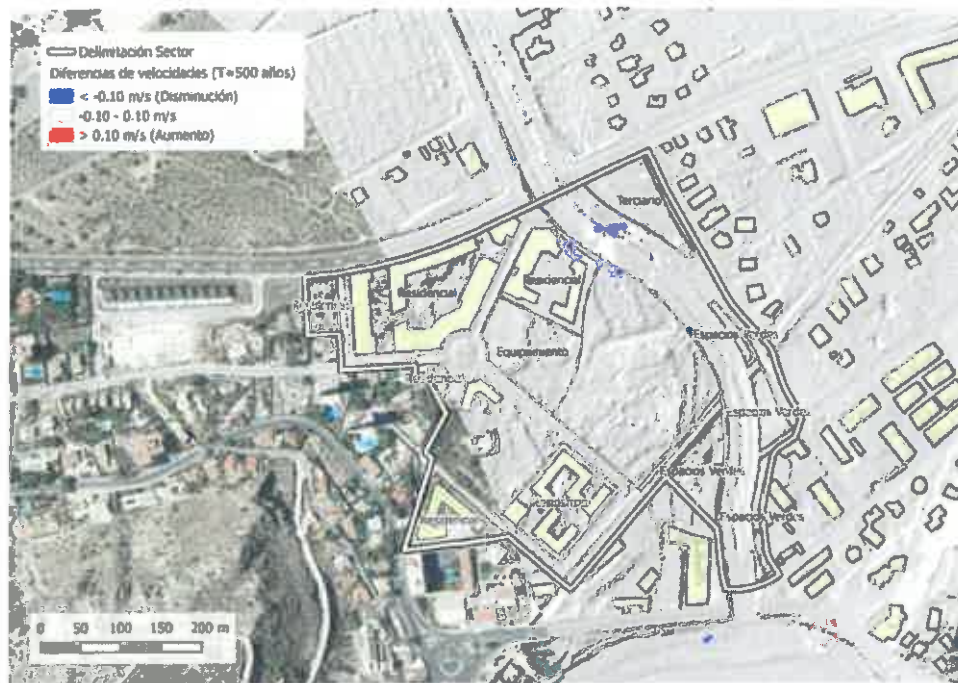 Delimitación Sector
Diferencias de velocidades (T=500 años)
< -0.10 m/s (Disminución)
-0.10 - 0.10 m/s
> 0.10 m/s (Aumento)
Terciario
Residencial
Residencial
Espacios Verdes
Equipamiento
Residencial
Espacios Verdes
Espacios Verdes
Espacios Verdes
0 50 100 150 200 m